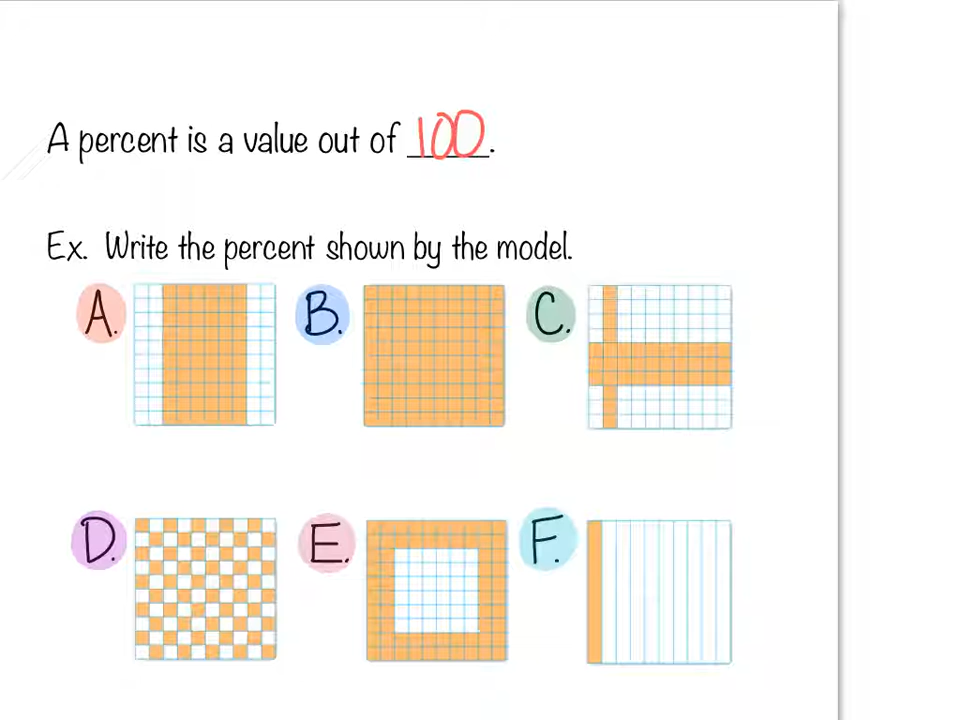 A percent is a value out of 100.
Ex. Write the percent shown by the model.
A. B. C.
D. E. F.